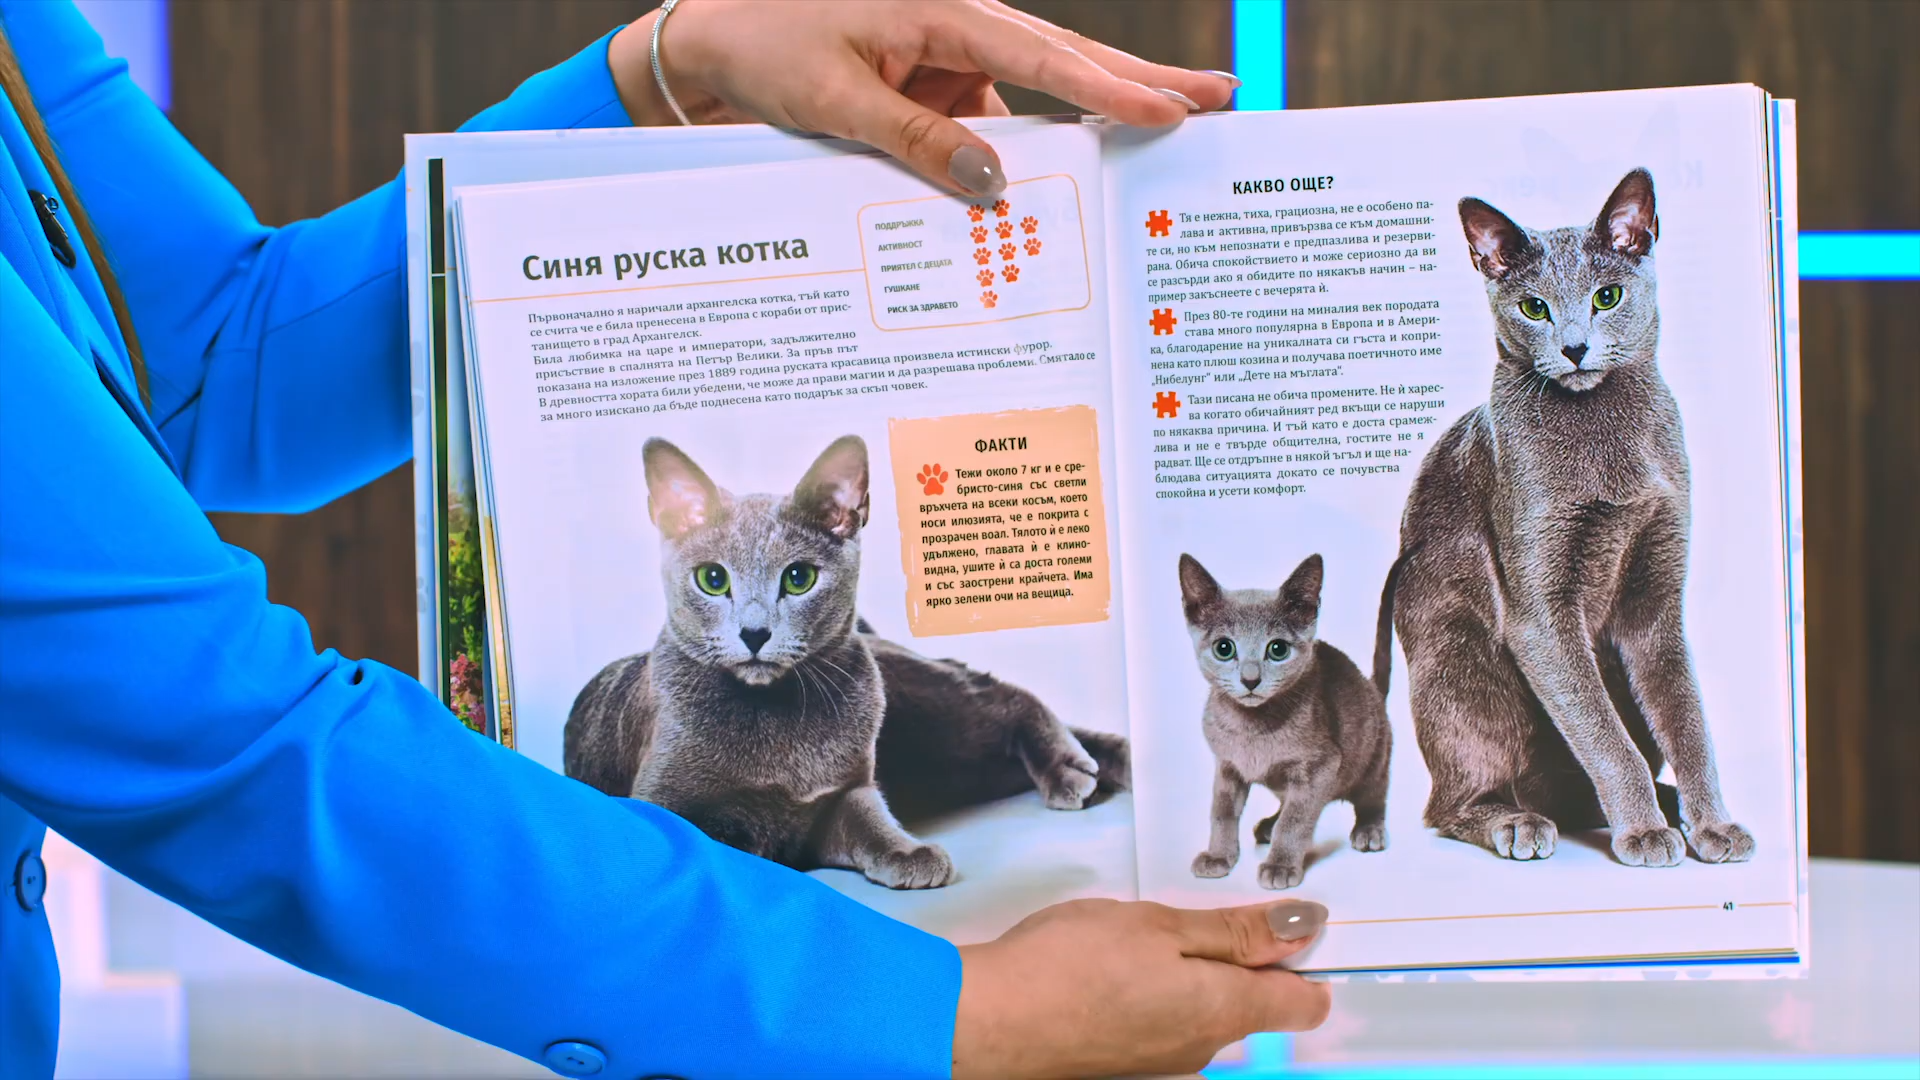 Синя руска котка
ПОДДРЪЖКА
АКТИВНОСТ
ПРИЯТЕЛ С ДЕЦАТА
ГУШКАНЕ
РИСК ЗА ЗДРАВЕТО
Първоначално я наричали архангелска котка, тъй като
се счита че е била пренесена в Европа с кораби от прис-
танището в град Архангелск.
Била любимка на царе и императори, задължително
присъствие в спалнята на Петър Велики. За пръв път
показана на изложение през 1889 година руската красавица произвела истински фурор.
В древността хората били убедени, че може да прави магии и да разрешава проблеми. Смятало се
за много изискано да бъде поднесена като подарък за скъп човек.
ФАКТИ
Тежи около 7 кг и е сре-
бристо-синя със светли
връхчета на всеки косъм, което
носи илюзията, че е покрита с
прозрачен воал. Тялото ѝ е леко
удължено, главата ѝ е клино-
видна, ушите ѝ са доста големи
и със заострени крайчета. Има
ярко зелени очи на вещица.
КАКВО ОЩЕ?
Тя е нежна, тиха, грациозна, не е особено па-
лава и активна, привързва се към домашни-
те си, но към непознати е предпазлива и резерви-
рана. Обича спокойствието и може сериозно да ви
се разсърди ако я обидите по някакъв начин – на-
пример закъснеете с вечерята ѝ.
През 80-те години на миналия век породата
става много популярна в Европа и в Амери-
ка, благодарение на уникалната си гъста и копри-
нена като плюш козина и получава поетичното име
„Нибелунг“ или „Дете на мъглата“.
Тази писана не обича промените. Не ѝ харес-
ва когато обичайният ред вкъщи се наруши
по някаква причина. И тъй като е доста срамеж-
лива и не е твърде общителна, гостите не я
радват. Ще се отдръпне в някой ъгъл и ще на-
блюдава ситуацията докато се почувства
спокойна и усети комфорт.
41